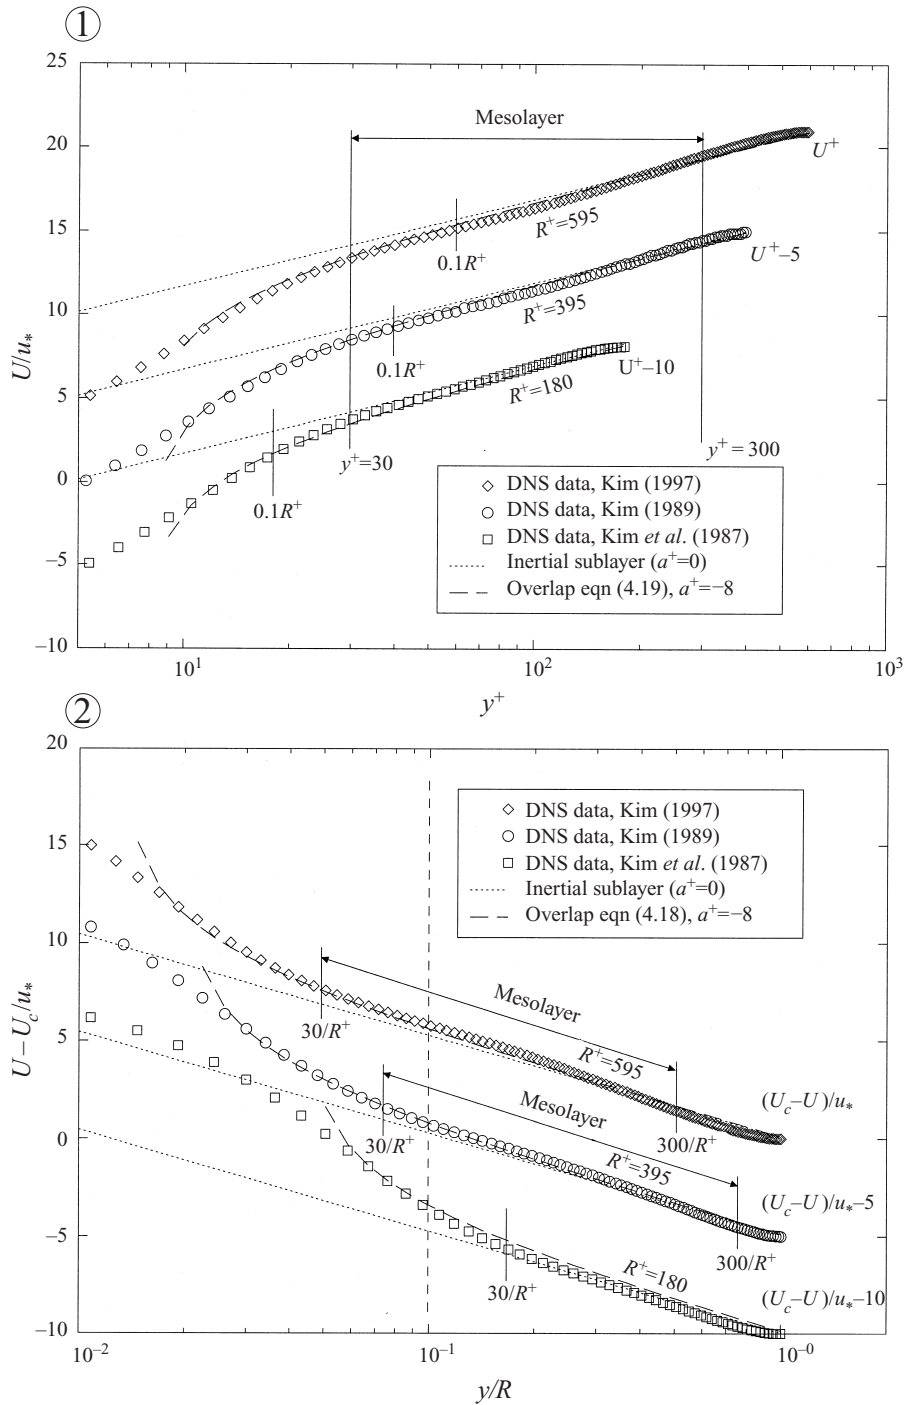 ①
25
20
15
10
5
0
–5
–10
U/u*
Mesolayer
U⁺
R⁺=595
0.1R⁺
U⁺–5
R⁺=395
0.1R⁺
U⁺–10
R⁺=180
y⁺=30
y⁺=300
0.1R⁺
DNS data, Kim (1997)
DNS data, Kim (1989)
DNS data, Kim et al. (1987)
Inertial sublayer (a⁺=0)
Overlap eqn (4.19), a⁺=–8
10¹
10²
10³
y⁺
②
20
15
10
5
0
–5
–10
U – U_c/u*
DNS data, Kim (1997)
DNS data, Kim (1989)
DNS data, Kim et al. (1987)
Inertial sublayer (a⁺=0)
Overlap eqn (4.18), a⁺=–8
Mesolayer
30/R⁺
R⁺=595
(U_c–U)/u*
Mesolayer
30/R⁺
300/R⁺
R⁺=395
(U_c–U)/u*–5
300/R⁺
30/R⁺
R⁺=180
(U_c–U)/u*–10
10⁻²
10⁻¹
10⁻⁰
y/R